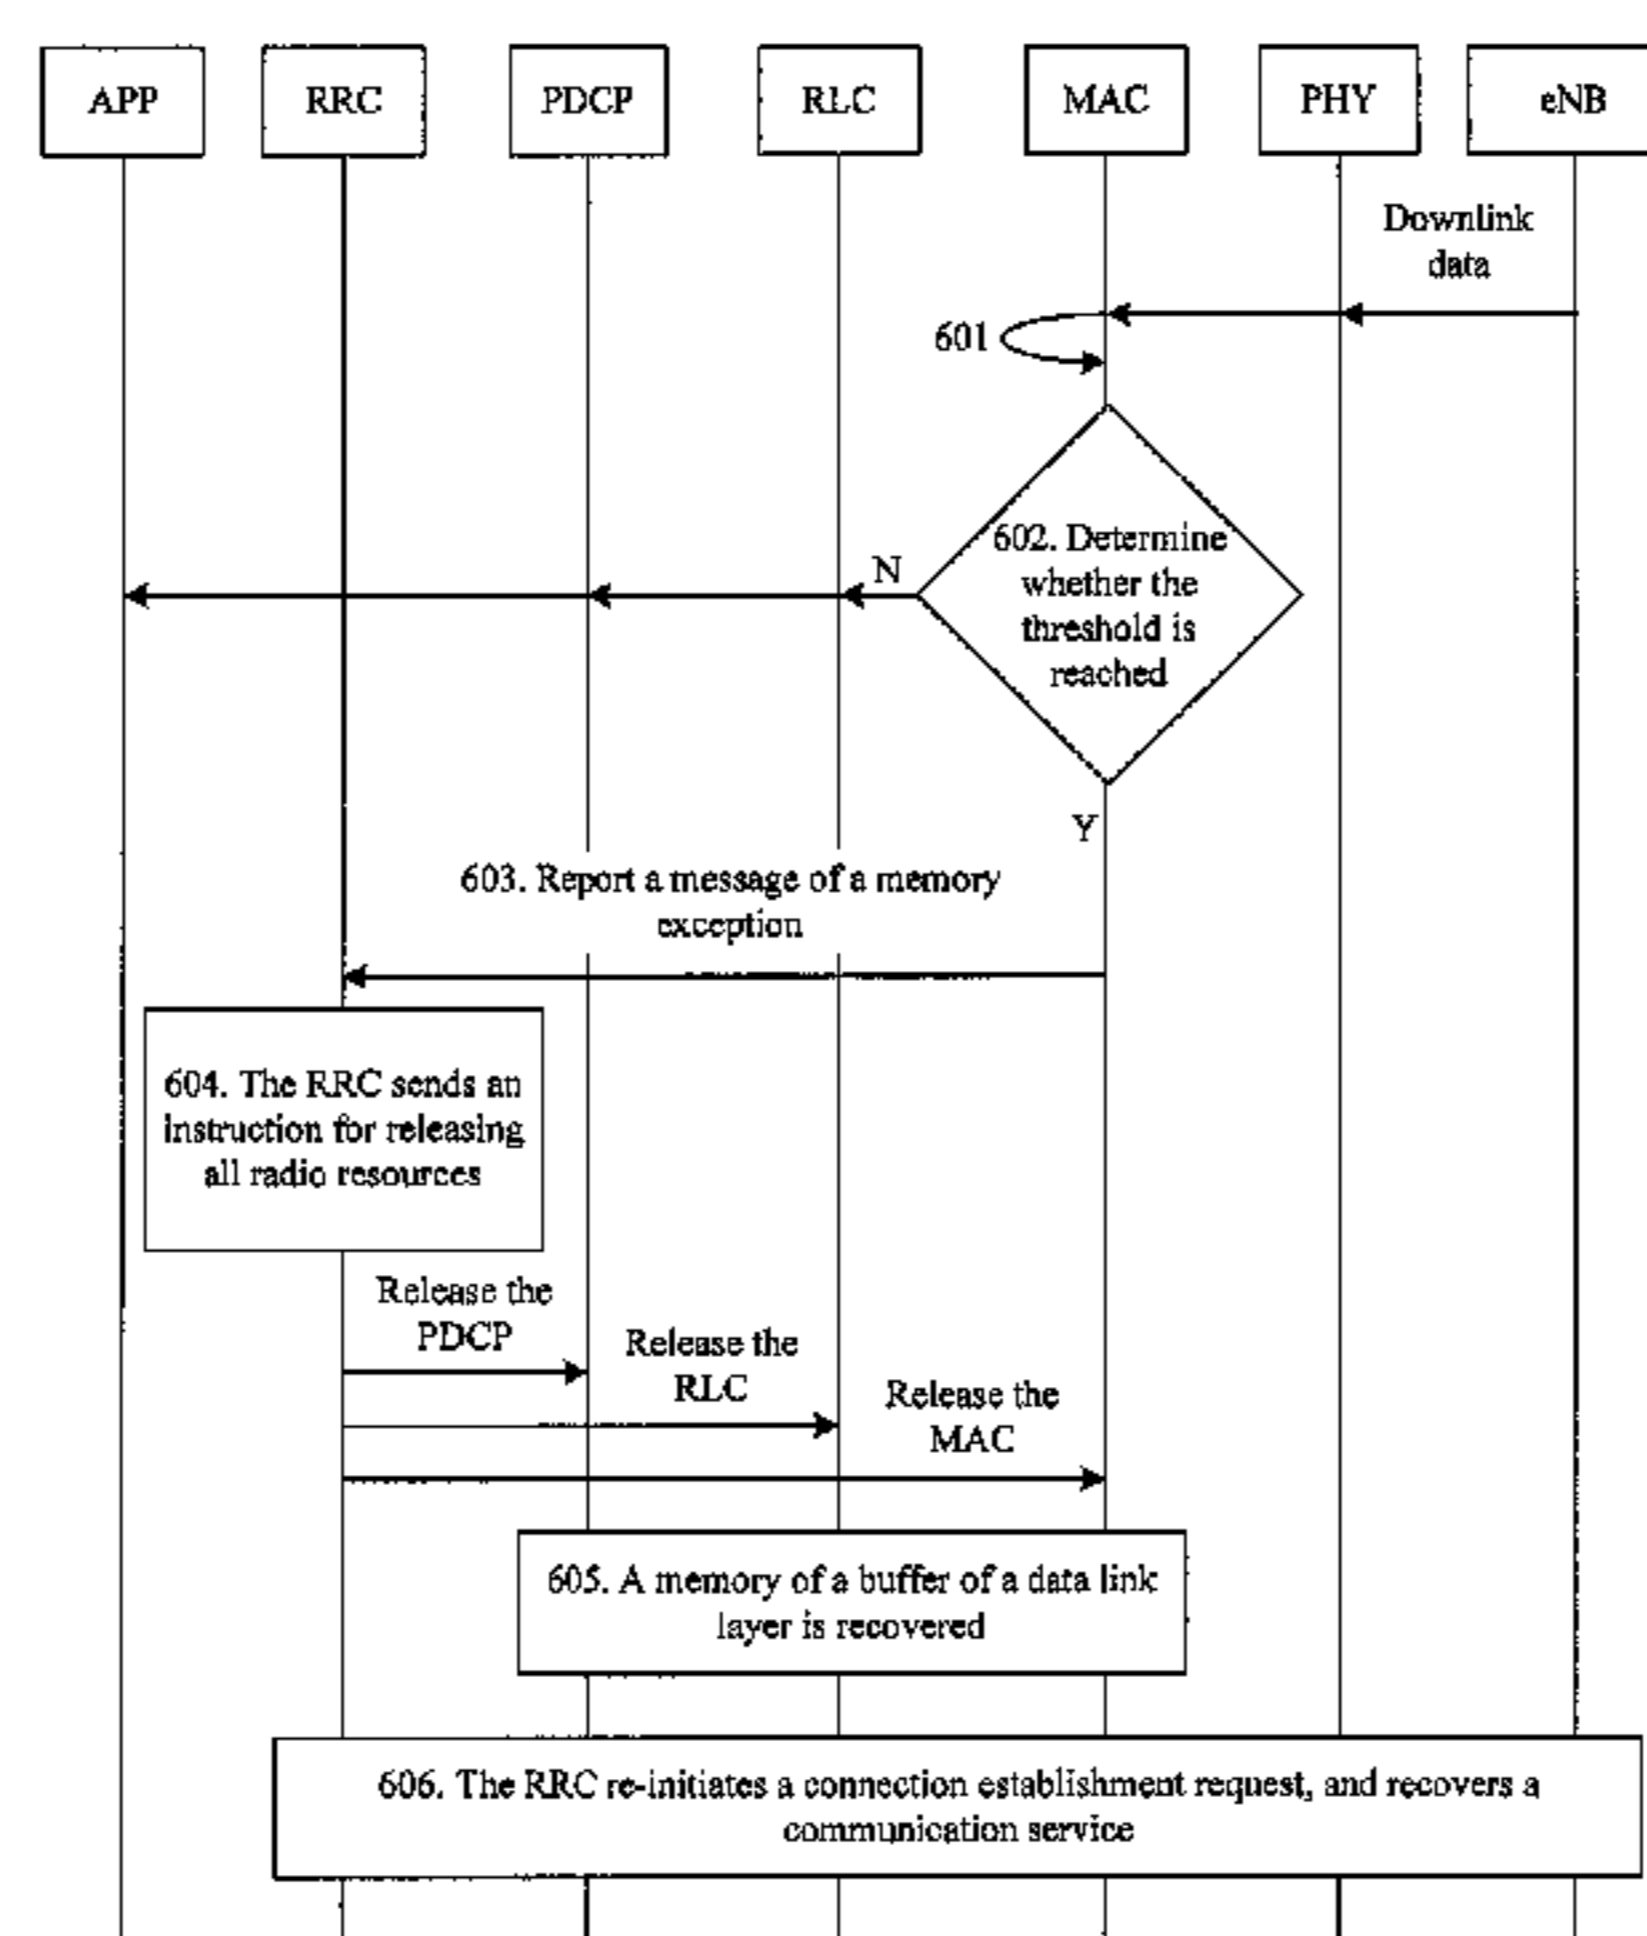 APP RRC PDCP RLC MAC PHY eNB
Downlink
data
601
602. Determine
whether the
threshold is
reached
N
Y
603. Report a message of a memory
exception
604. The RRC sends an
instruction for releasing
all radio resources
Release the
PDCP
Release the
RLC
Release the
MAC
605. A memory of a buffer of a data link
layer is recovered
606. The RRC re-initiates a connection establishment request, and recovers a
communication service